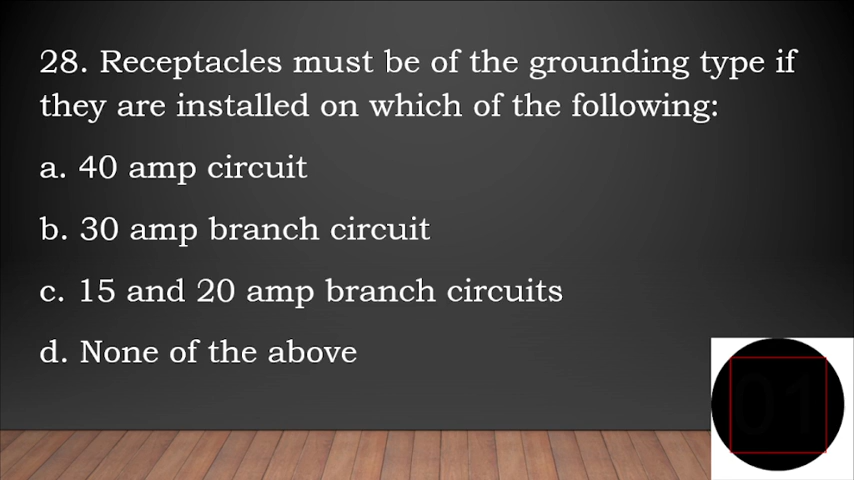 28. Receptacles must be of the grounding type if
they are installed on which of the following:
a. 40 amp circuit
b. 30 amp branch circuit
c. 15 and 20 amp branch circuits
d. None of the above
01